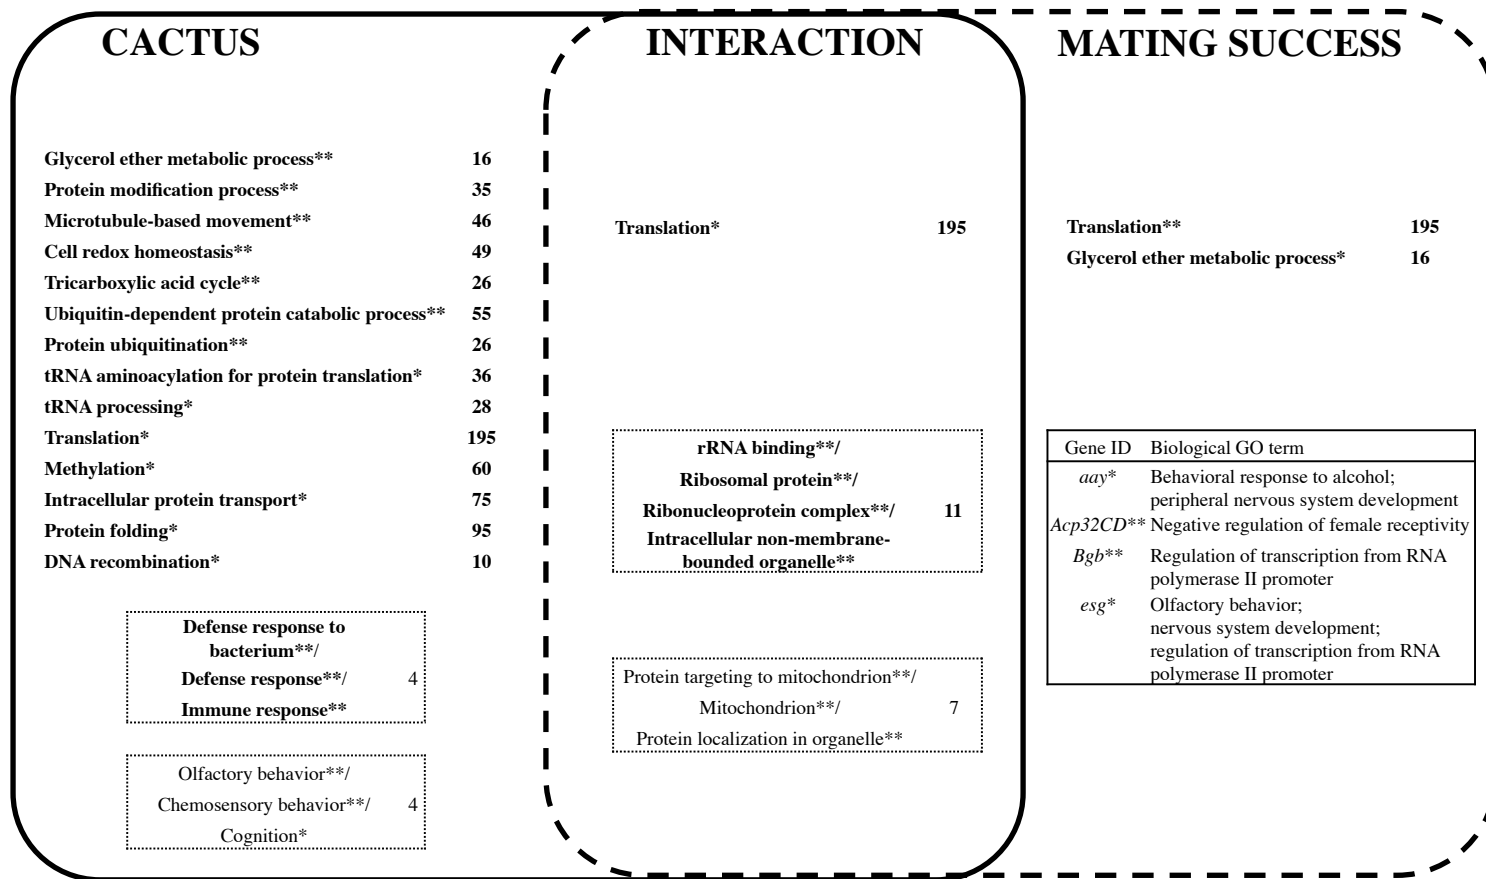 CACTUS
Glycerol ether metabolic process** 16
Protein modification process** 35
Microtubule-based movement** 46
Cell redox homeostasis** 49
Tricarboxylic acid cycle** 26
Ubiquitin-dependent protein catabolic process** 55
Protein ubiquitination** 26
tRNA aminoacylation for protein translation* 36
tRNA processing* 28
Translation* 195
Methylation* 60
Intracellular protein transport* 75
Protein folding* 95
DNA recombination* 10
Defense response to
bacterium**/
Defense response**/ 4
Immune response**
Olfactory behavior**/
Chemosensory behavior**/ 4
Cognition*
INTERACTION
Translation* 195
rRNA binding**/
Ribosomal protein**/
Ribonucleoprotein complex**/ 11
Intracellular non-membrane-
bounded organelle**
Protein targeting to mitochondrion**/
Mitochondrion**/ 7
Protein localization in organelle**
MATING SUCCESS
Translation** 195
Glycerol ether metabolic process* 16
Gene ID Biological GO term
aay* Behavioral response to alcohol;
peripheral nervous system development
Acp32CD** Negative regulation of female receptivity
Bgb** Regulation of transcription from RNA
polymerase II promoter
esg* Olfactory behavior;
nervous system development;
regulation of transcription from RNA
polymerase II promoter